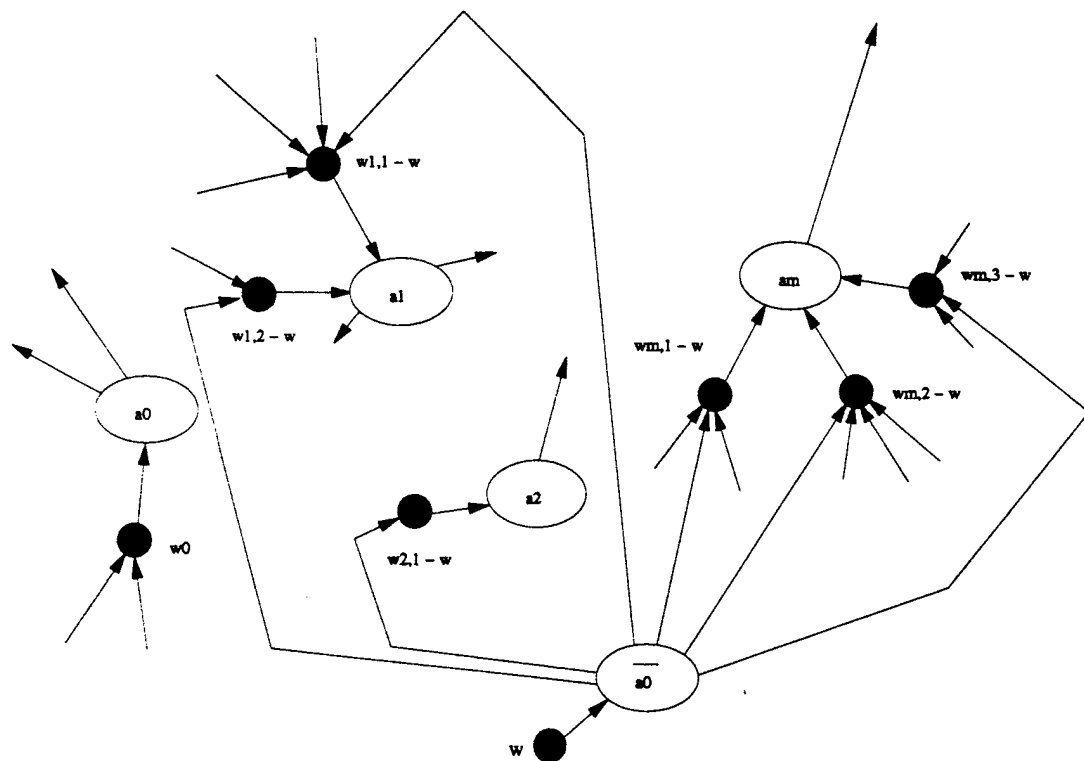 w1,1 – w
a1
w1,2 – w
am
wm,3 – w
wm,1 – w
wm,2 – w
a0
a2
w0
w2,1 – w
a0
w